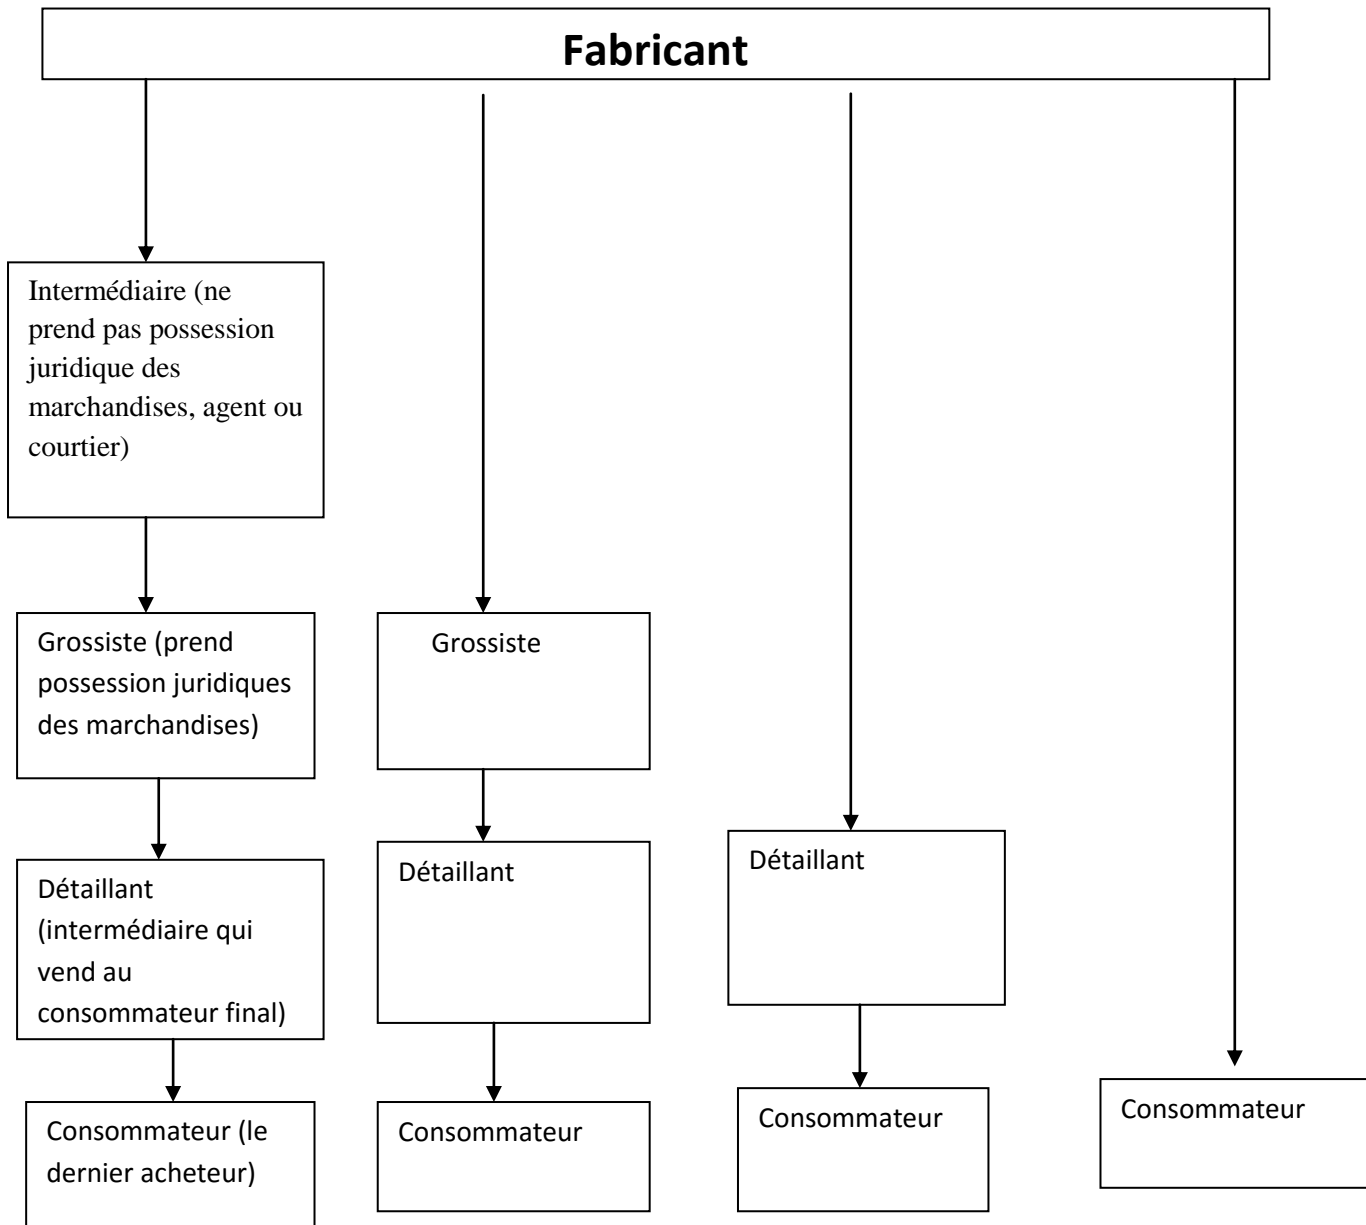 Fabricant
Intermédiaire (ne
prend pas possession
juridique des
marchandises, agent ou
courtier)
Grossiste (prend
possession juridiques
des marchandises)
Grossiste
Détaillant
(intermédiaire qui
vend au
consommateur final)
Détaillant
Détaillant
Consommateur (le
dernier acheteur)
Consommateur
Consommateur
Consommateur